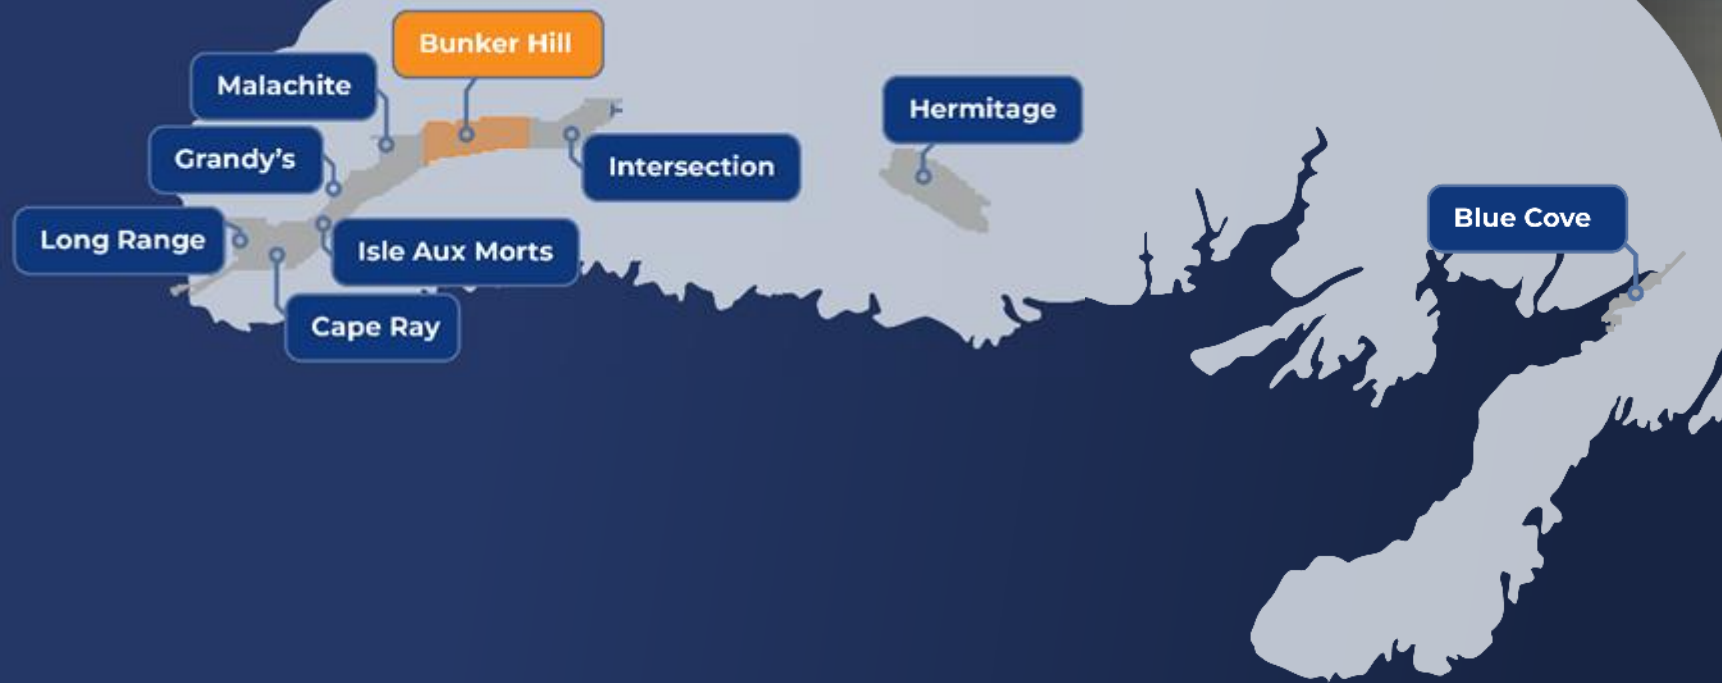 Bunker Hill
Malachite
Hermitage
Grandy's
Intersection
Blue Cove
Long Range
Isle Aux Morts
Cape Ray